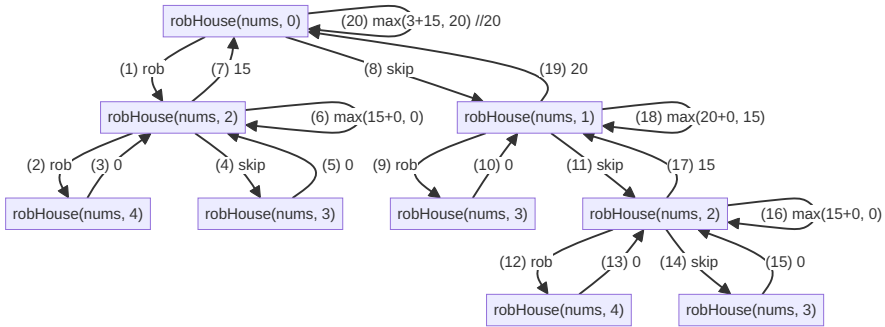 robHouse(nums, 0)
(20) max(3+15, 20) //20
(1) rob
(7) 15
(8) skip
(19) 20
robHouse(nums, 2)
(6) max(15+0, 0)
robHouse(nums, 1)
(18) max(20+0, 15)
(2) rob
(3) 0
(4) skip
(5) 0
(9) rob
(10) 0
(11) skip
(17) 15
robHouse(nums, 4)
robHouse(nums, 3)
robHouse(nums, 3)
robHouse(nums, 2)
(16) max(15+0, 0)
(12) rob
(13) 0
(14) skip
(15) 0
robHouse(nums, 4)
robHouse(nums, 3)